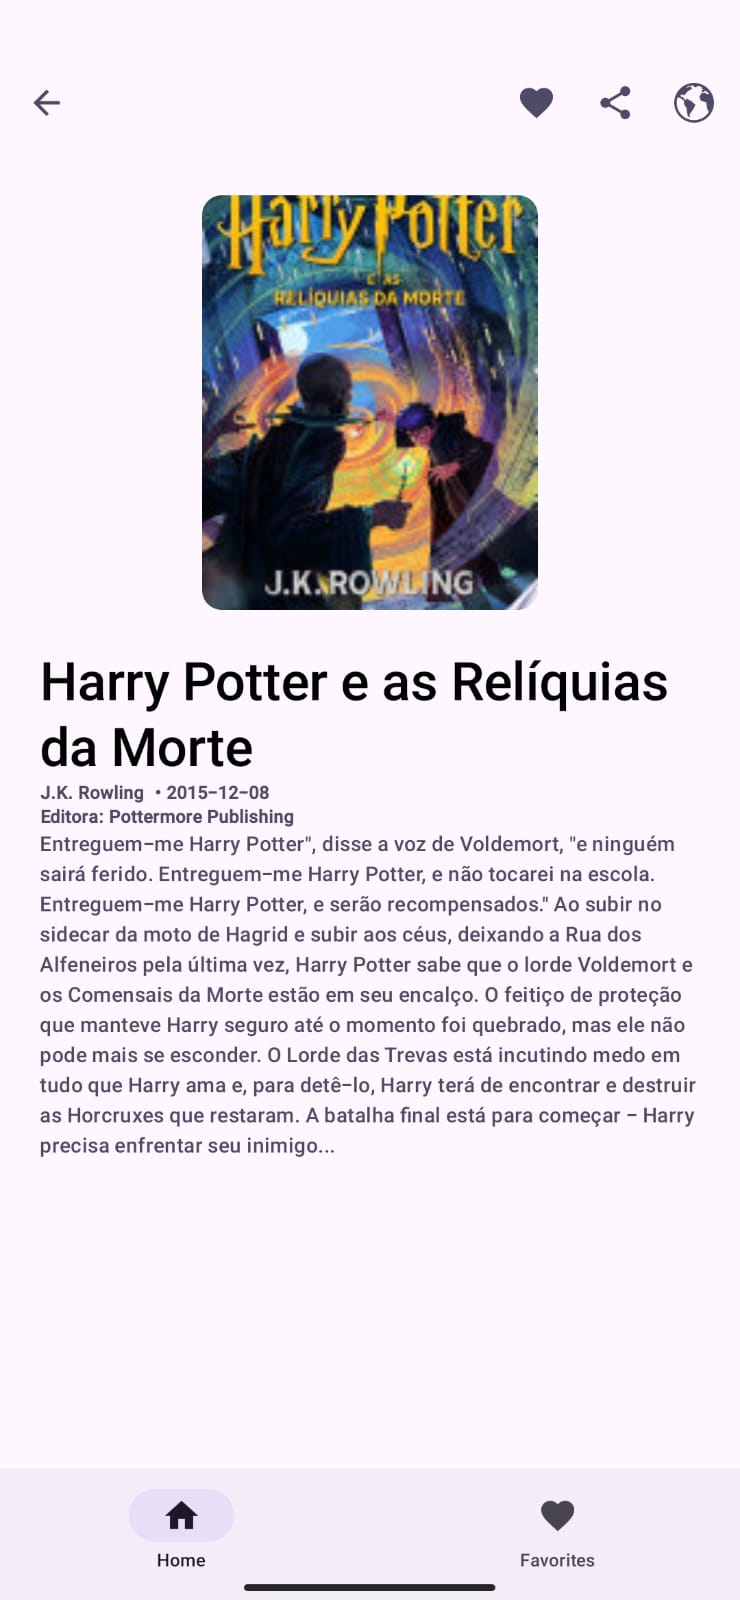 Harry Potter
E AS
RELÍQUIAS DA MORTE
J.K. ROWLING
Harry Potter e as Relíquias
da Morte
J.K. Rowling • 2015-12-08
Editora: Pottermore Publishing
Entreguem-me Harry Potter", disse a voz de Voldemort, "e ninguém
sairá ferido. Entreguem-me Harry Potter, e não tocarei na escola.
Entreguem-me Harry Potter, e serão recompensados." Ao subir no
sidecar da moto de Hagrid e subir aos céus, deixando a Rua dos
Alfeneiros pela última vez, Harry Potter sabe que o lorde Voldemort e
os Comensais da Morte estão em seu encalço. O feitiço de proteção
que manteve Harry seguro até o momento foi quebrado, mas ele não
pode mais se esconder. O Lorde das Trevas está incutindo medo em
tudo que Harry ama e, para detê-lo, Harry terá de encontrar e destruir
as Horcruxes que restaram. A batalha final está para começar - Harry
precisa enfrentar seu inimigo...
Home
Favorites